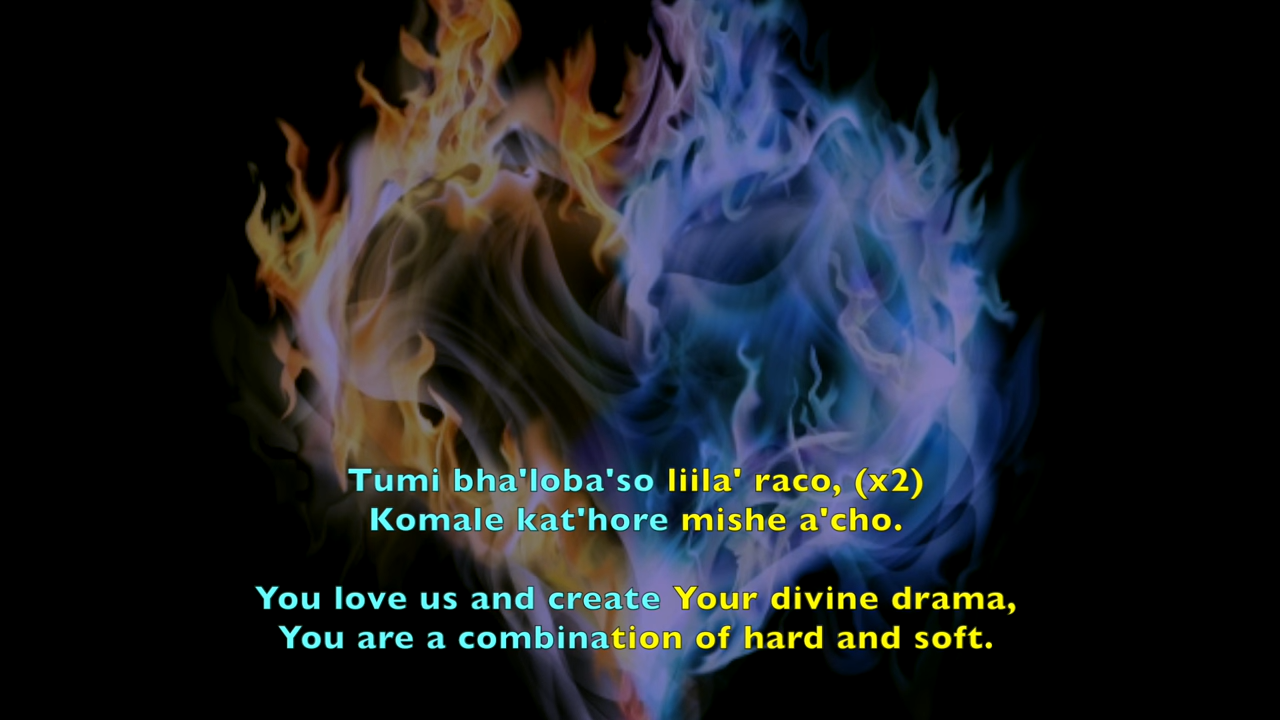 Tumi bha'loba'so liila' raco, (x2)
Komale kat'hore mishe a'cho.
You love us and create Your divine drama,
You are a combination of hard and soft.